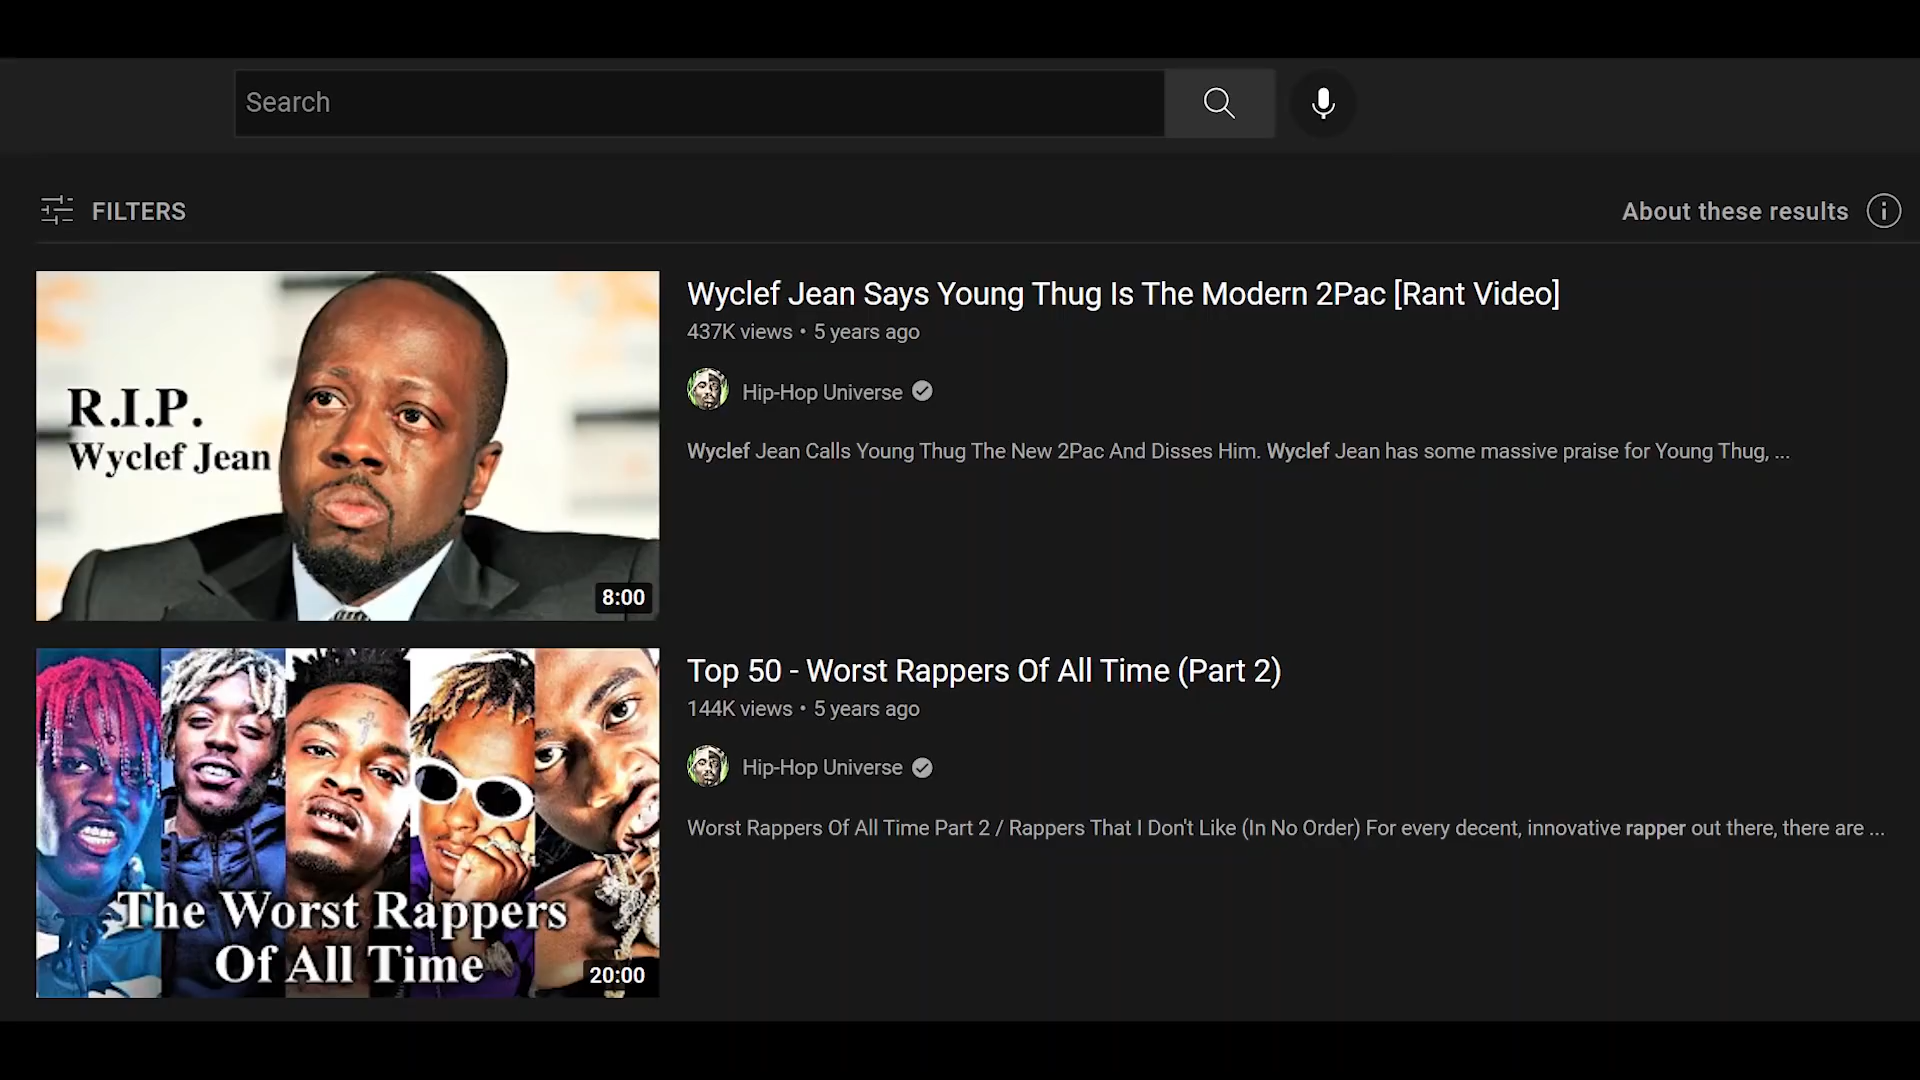 Search
FILTERS
About these results
R.I.P.
Wyclef Jean
8:00
Wyclef Jean Says Young Thug Is The Modern 2Pac [Rant Video]
437K views • 5 years ago
Hip-Hop Universe
Wyclef Jean Calls Young Thug The New 2Pac And Disses Him. Wyclef Jean has some massive praise for Young Thug, ...
The Worst Rappers
Of All Time
20:00
Top 50 - Worst Rappers Of All Time (Part 2)
144K views • 5 years ago
Hip-Hop Universe
Worst Rappers Of All Time Part 2 / Rappers That I Don't Like (In No Order) For every decent, innovative rapper out there, there are ...